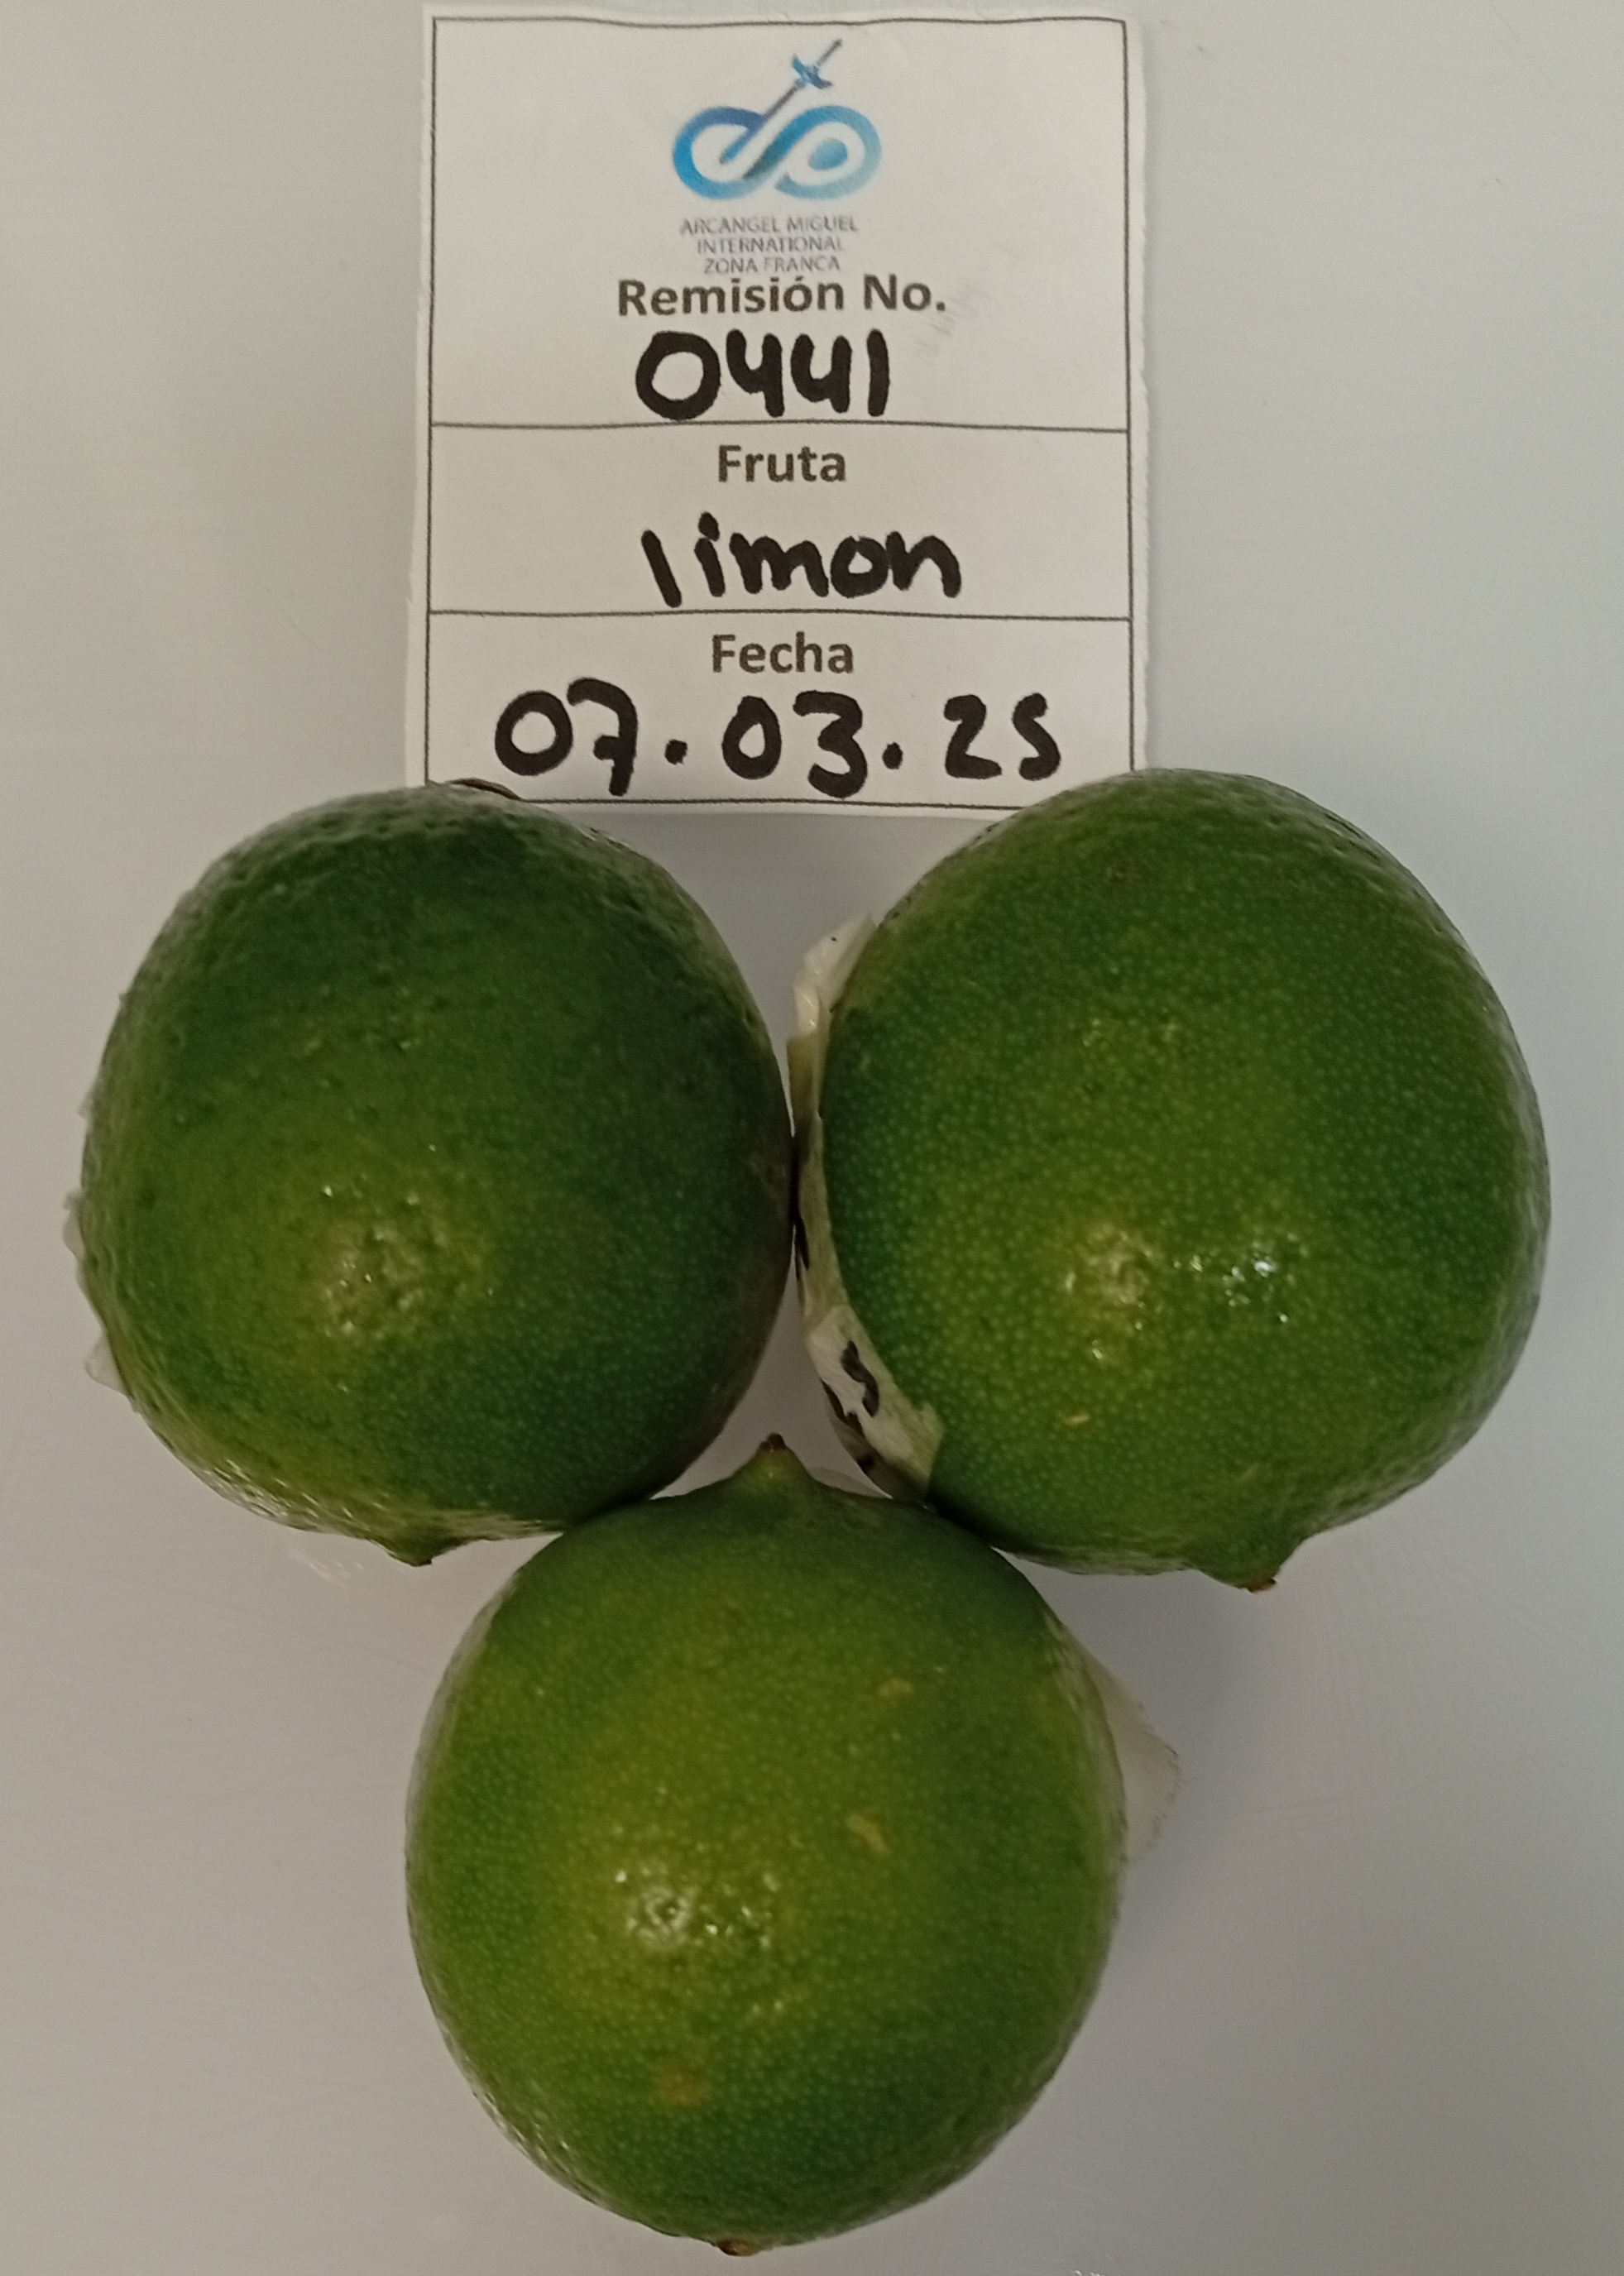 ARCANGEL MIGUEL
INTERNATIONAL
ZONA FRANCA
Remisión No.
0441
Fruta
limon
Fecha
07.03.25